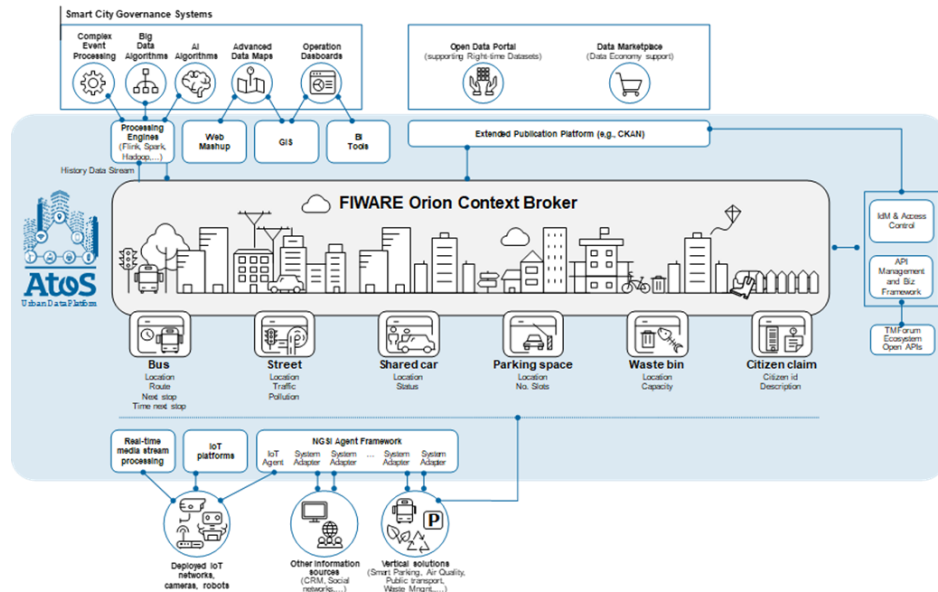 Smart City Governance Systems
Complex
Event
Processing
Big
Data
Algorithms
AI
Algorithms
Advanced
Data Maps
Operation
Dasboards
Open Data Portal
(supporting Right-time Datasets)
Data Marketplace
(Data Economy support)
Processing
Engines
(Flink, Spark,
Hadoop,...)
Web
Mashup
GIS
BI
Tools
Extended Publication Platform (e,g., CKAN)
History Data Stream
FIWARE Orion Context Broker
IdM & Access
Control
API
Management
and Biz
Framework
TMForum
Ecosystem
Open APIs
AtoS
Urban Data Platform
Bus
Location
Route
Next stop
Time next stop
Street
Location
Traffic
Pollution
Shared car
Location
Status
Parking space
Location
No. Slots
Waste bin
Location
Capacity
Citizen claim
Citizen id
Description
Real-time
media stream
processing
IoT
platforms
NGSI Agent Framework
IoT
Agent
System
Adapter
System
Adapter
...
System
Adapter
System
Adapter
P
Deployed IoT
networks,
cameras, robots
Other information
sources
(CRM, Social
networks,...)
Vertical solutions
(Smart Parking, Air Quality,
Public transport,
Waste Mngnt.,...)